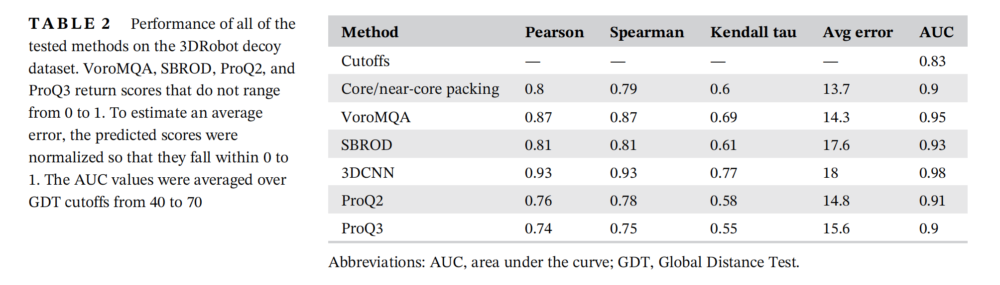 TABLE 2 Performance of all of the
tested methods on the 3DRobot decoy
dataset. VoroMQA, SBROD, ProQ2, and
ProQ3 return scores that do not range
from 0 to 1. To estimate an average
error, the predicted scores were
normalized so that they fall within 0 to
1. The AUC values were averaged over
GDT cutoffs from 40 to 70
Method Pearson Spearman Kendall tau Avg error AUC
Cutoffs — — — — 0.83
Core/near-core packing 0.8 0.79 0.6 13.7 0.9
VoroMQA 0.87 0.87 0.69 14.3 0.95
SBROD 0.81 0.81 0.61 17.6 0.93
3DCNN 0.93 0.93 0.77 18 0.98
ProQ2 0.76 0.78 0.58 14.8 0.91
ProQ3 0.74 0.75 0.55 15.6 0.9
Abbreviations: AUC, area under the curve; GDT, Global Distance Test.